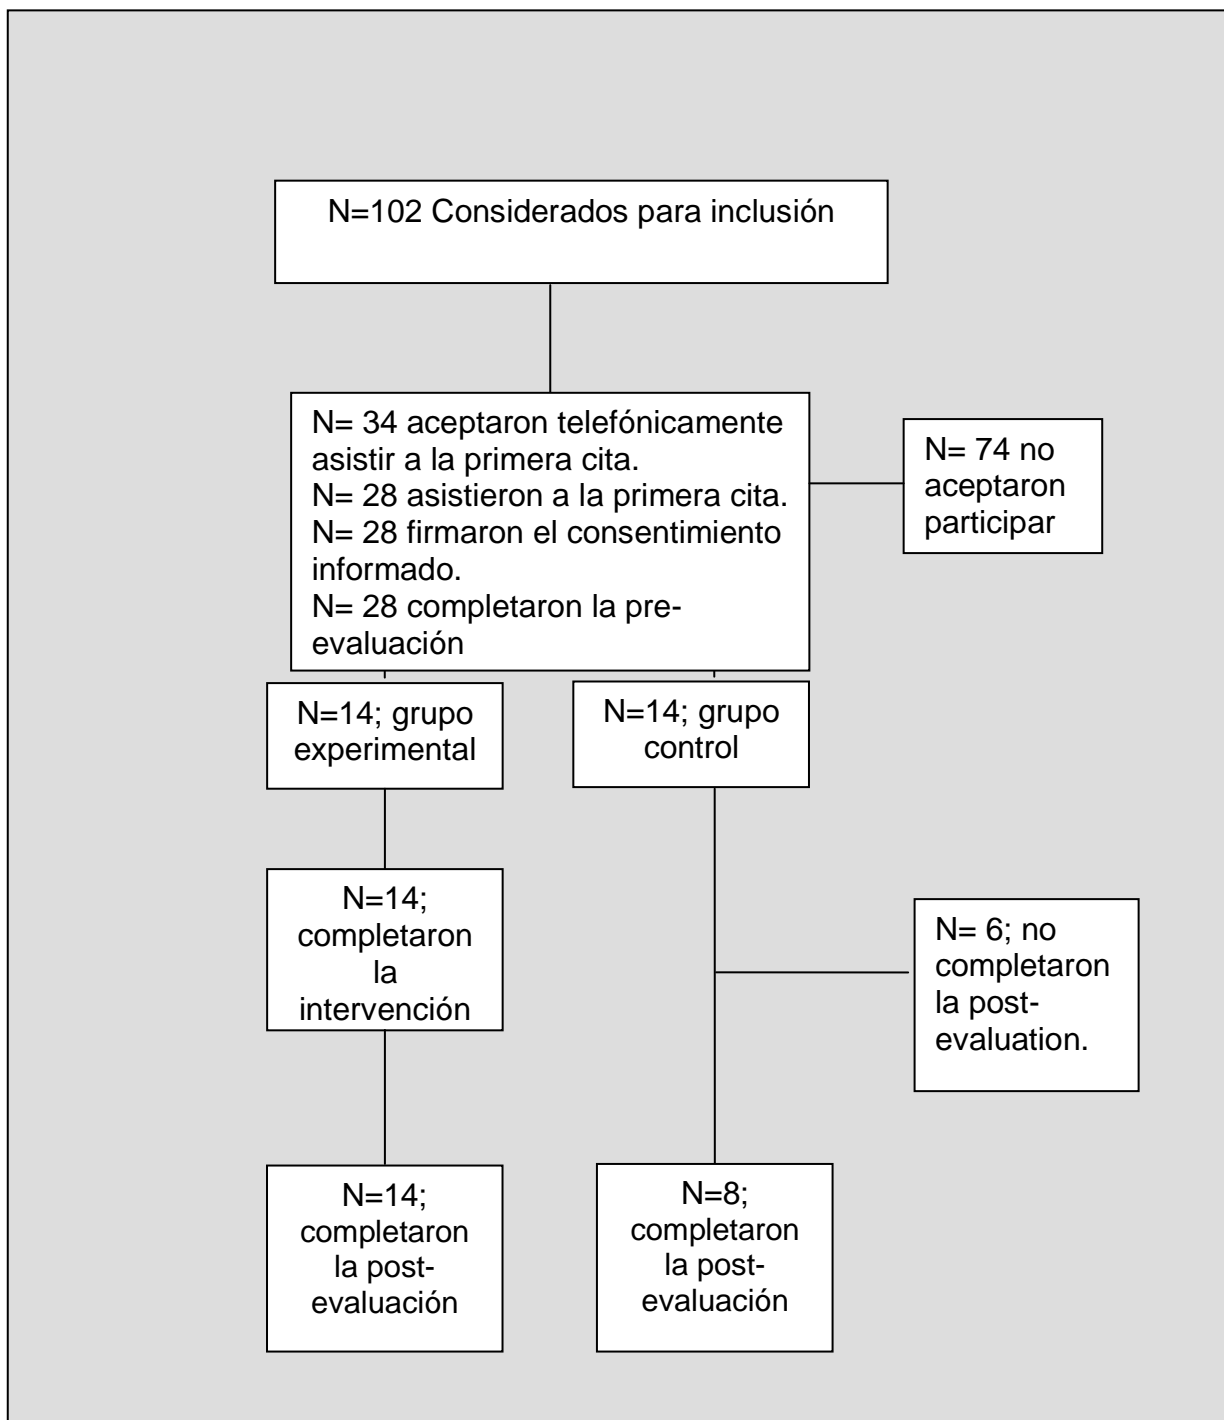 N=102 Considerados para inclusión
N= 34 aceptaron telefónicamente
asistir a la primera cita.
N= 28 asistieron a la primera cita.
N= 28 firmaron el consentimiento
informado.
N= 28 completaron la pre-
evaluación
N= 74 no
aceptaron
participar
N=14; grupo
experimental
N=14; grupo
control
N=14;
completaron
la
intervención
N= 6; no
completaron
la post-
evaluation.
N=14;
completaron
la post-
evaluación
N=8;
completaron
la post-
evaluación